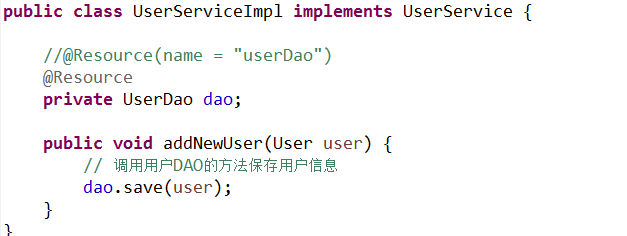 public class UserServiceImpl implements UserService {
//@Resource(name = "userDao")
@Resource
private UserDao dao;
public void addNewUser(User user) {
// 调用用户DAO的方法保存用户信息
dao.save(user);
}
}